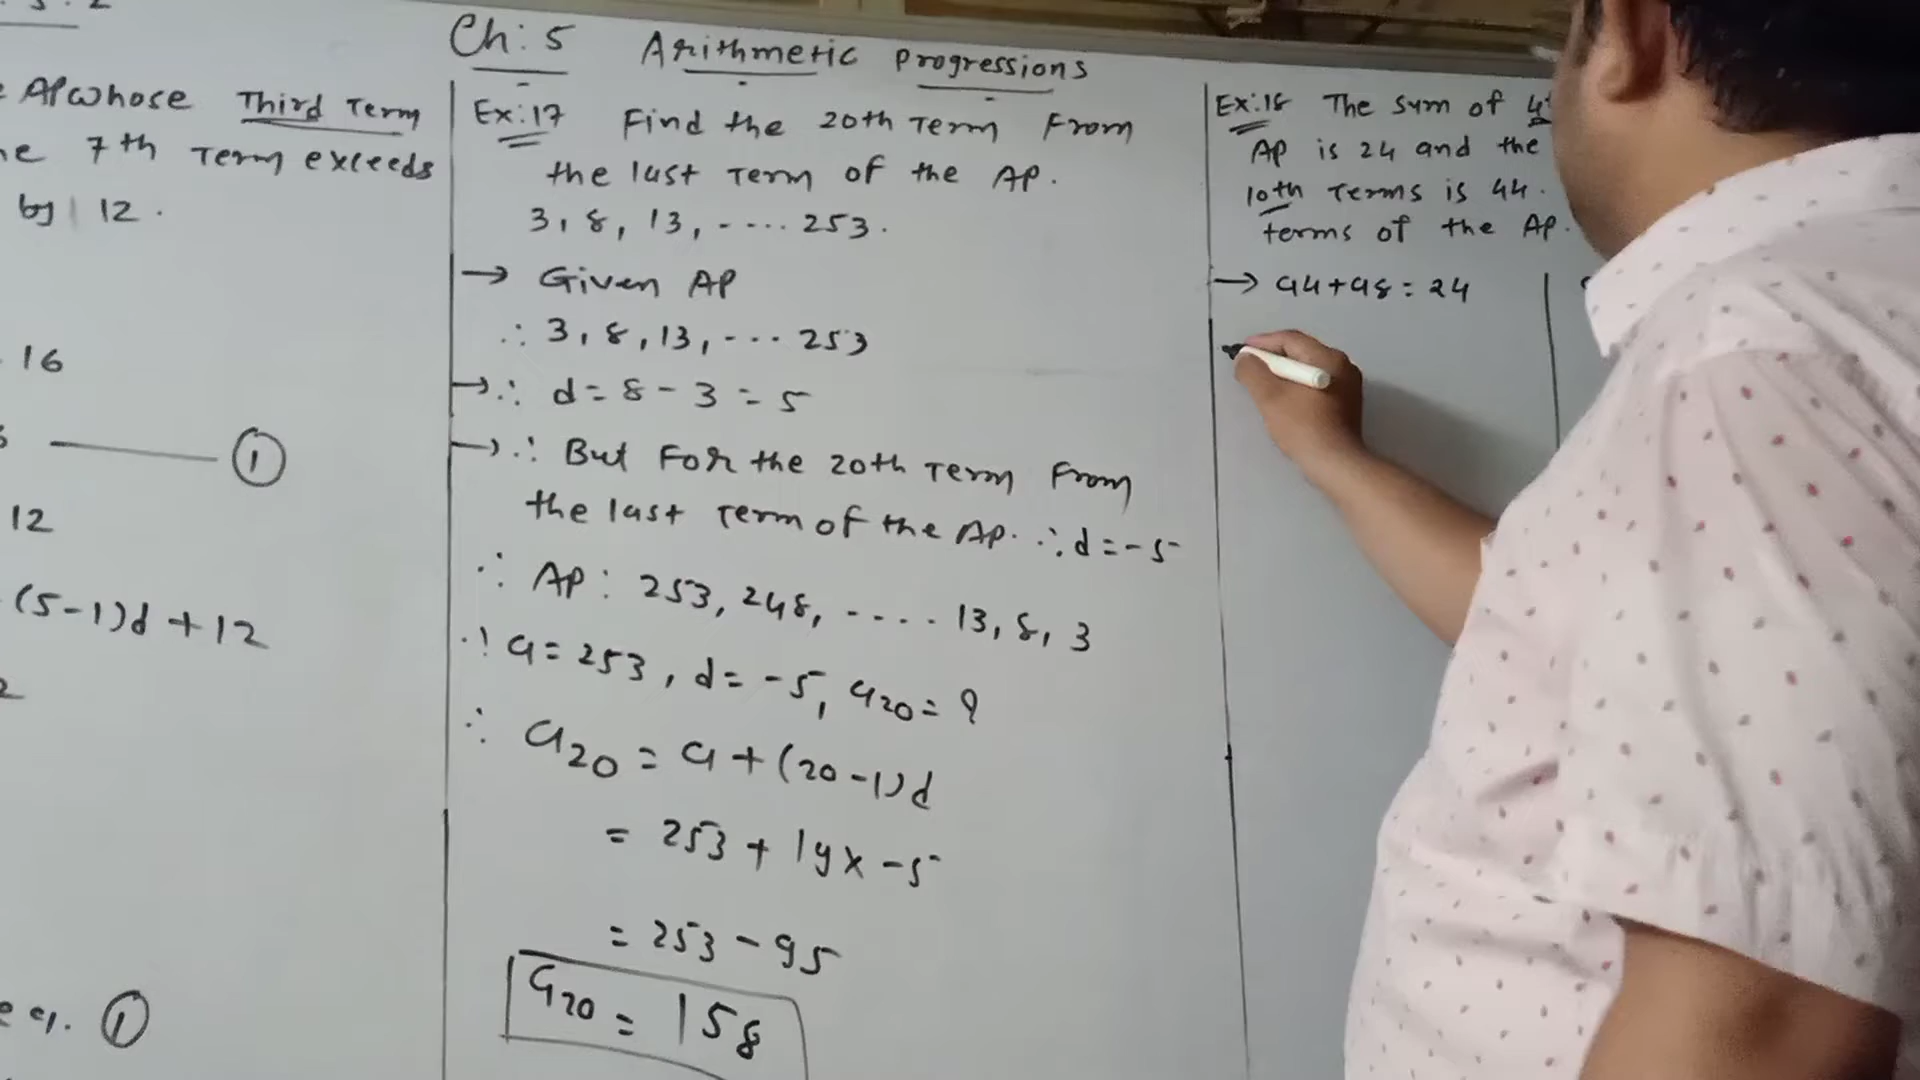 AP whose Third Term
7th Term exceeds
by 12.
16
①
12
(5-1)d + 12
①
Ch: 5 Arithmetic Progressions
Ex: 17 Find the 20th Term From
the last Term of the AP.
3, 8, 13, ---- 253.
→ Given AP
∴ 3, 8, 13, --- 253
→ ∴ d = 8 - 3 = 5
→ ∴ But For the 20th Term From
the last Term of the AP. ∴ d = -5
∴ AP : 253, 248, ---- 13, 8, 3
∴ a = 253, d = -5, a20 = ?
∴ a20 = a + (20-1)d
= 253 + 19x -5
= 253 - 95
a20 = 158
Ex: 18 The sum of
AP is 24 and the
10th Terms is 44.
terms of the AP.
→ a4+a8 = 24